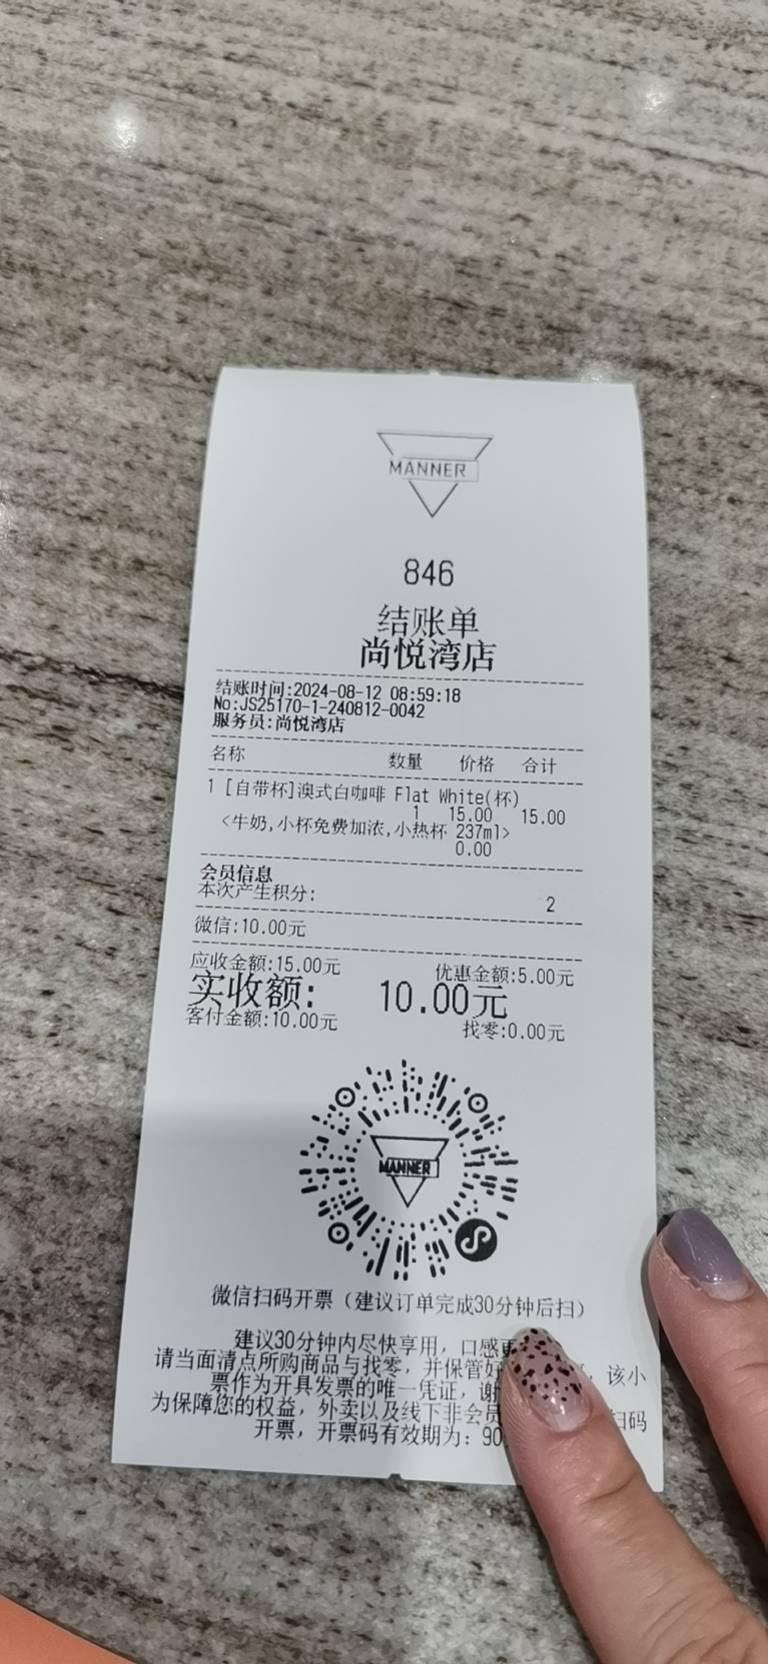 MANNER
846
结账单
尚悦湾店
结账时间:2024-08-12 08:59:18
No:JS25170-1-240812-0042
服务员:尚悦湾店
名称 数量 价格 合计
1 [自带杯]澳式白咖啡 Flat White(杯)
1 15.00 15.00
<牛奶,小杯免费加浓,小热杯 237ml>
0.00
会员信息
本次产生积分: 2
微信:10.00元
应收金额:15.00元 优惠金额:5.00元
实收额: 10.00元
客付金额:10.00元 找零:0.00元
MANNER
微信扫码开票（建议订单完成30分钟后扫）
建议30分钟内尽快享用，口感更
请当面清点所购商品与找零，并保管好 ，该小
票作为开具发票的唯一凭证，谢
为保障您的权益，外卖以及线下非会员 扫码
开票，开票码有效期为：90